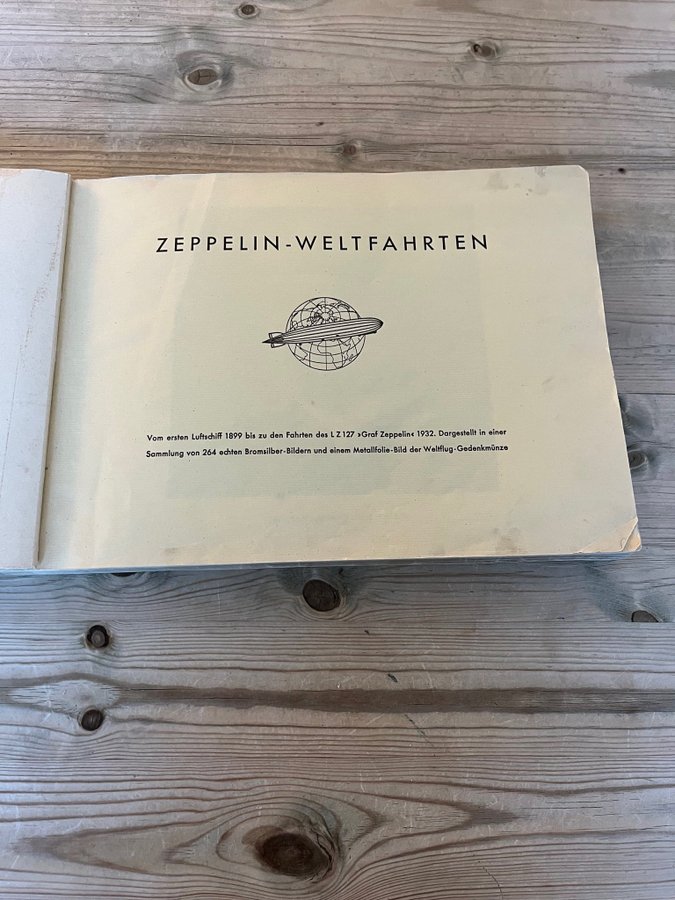 ZEPPELIN-WELTFAHRTEN
Vom ersten Luftschiff 1899 bis zu den Fahrten des LZ 127 »Graf Zeppelin« 1932. Dargestellt in einer
Sammlung von 264 echten Bromsilber-Bildern und einem Metallfolie-Bild der Weltflug-Gedenkmünze